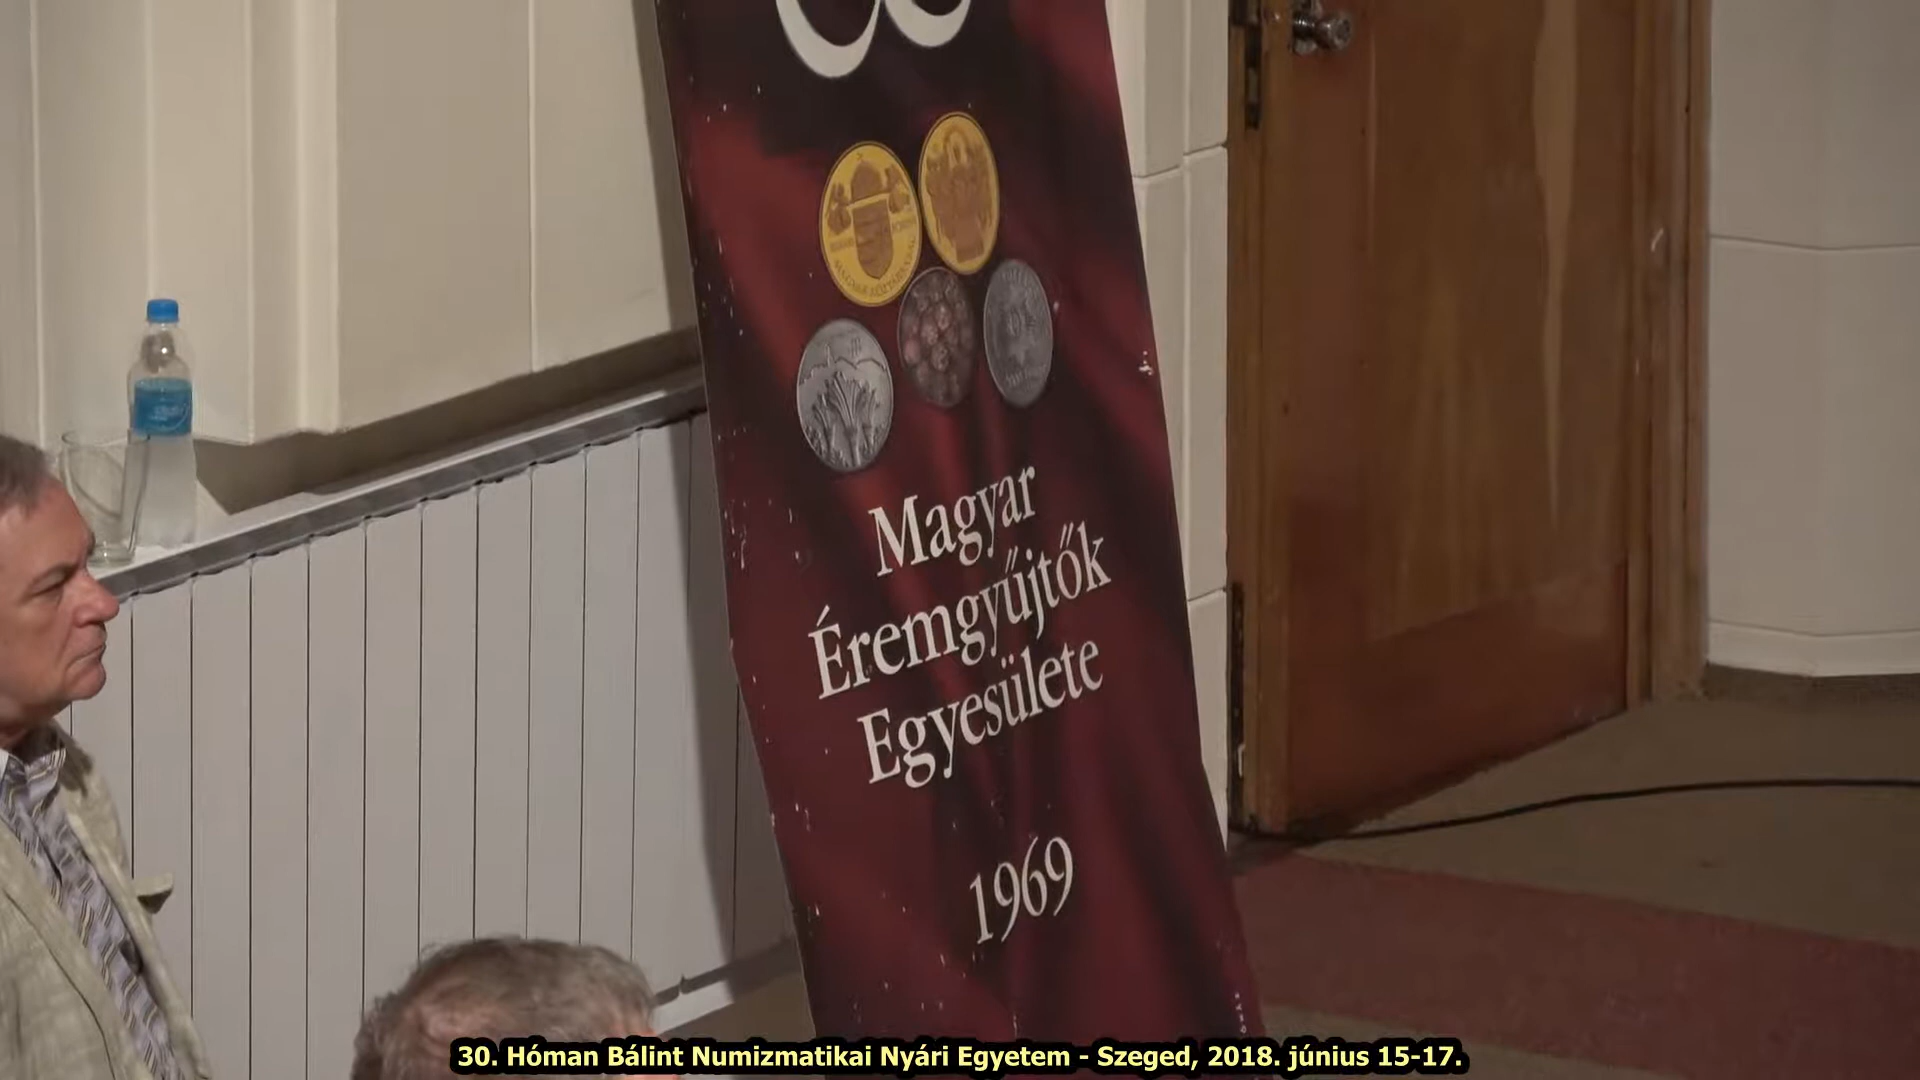 Magyar
Éremgyűjtők
Egyesülete
1969
30. Hóman Bálint Numizmatikai Nyári Egyetem - Szeged, 2018. június 15-17.